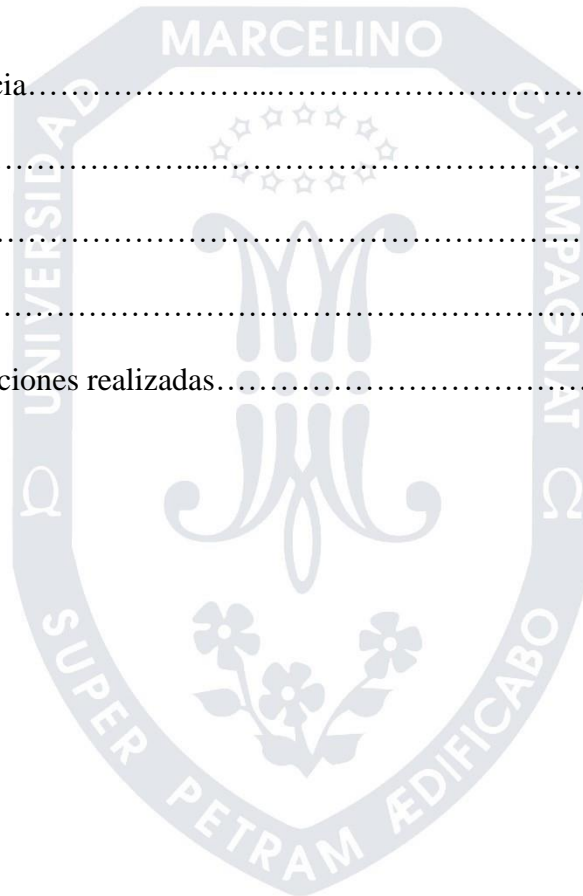 MARCELINO
cia…………………...……………………………
…………………...……………………………
………………………………………………
………………………………………………
ciones realizadas………………………………
UNIVERSIDAD
CHAMPAGNAT
Ω Ω
SUPER PETRAM ÆDIFICABO